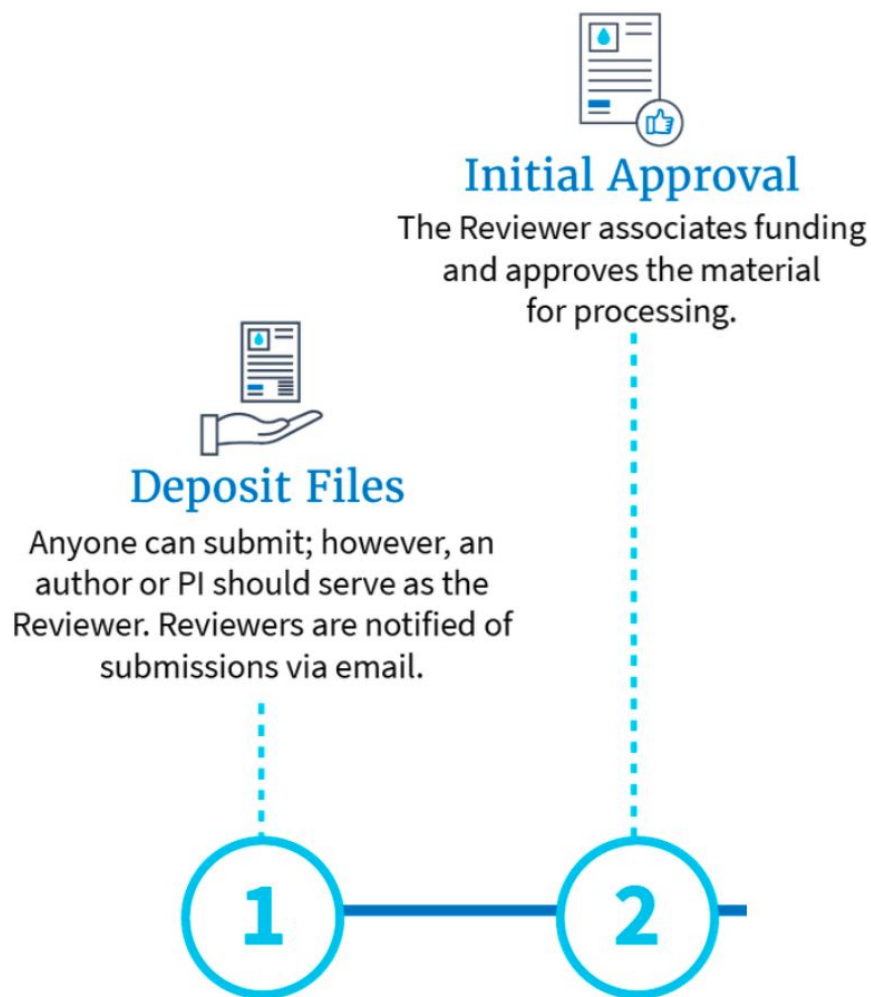 Initial Approval
The Reviewer associates funding
and approves the material
for processing.
Deposit Files
Anyone can submit; however, an
author or PI should serve as the
Reviewer. Reviewers are notified of
submissions via email.
1
2